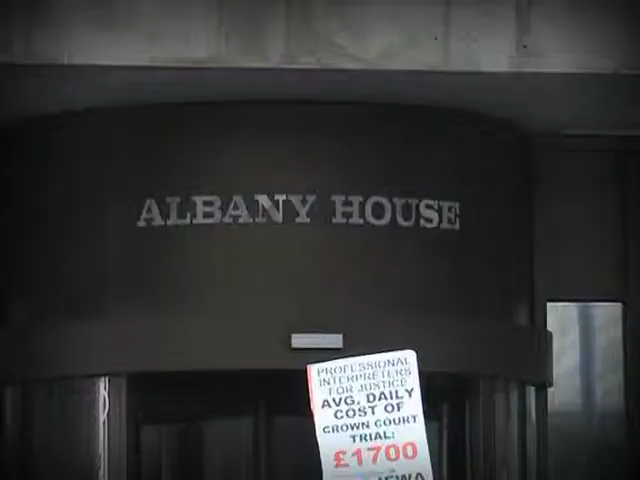 ALBANY HOUSE
PROFESSIONAL
INTERPRETERS
FOR JUSTICE
AVG. DAILY
COST OF
CROWN COURT
TRIAL:
£1700